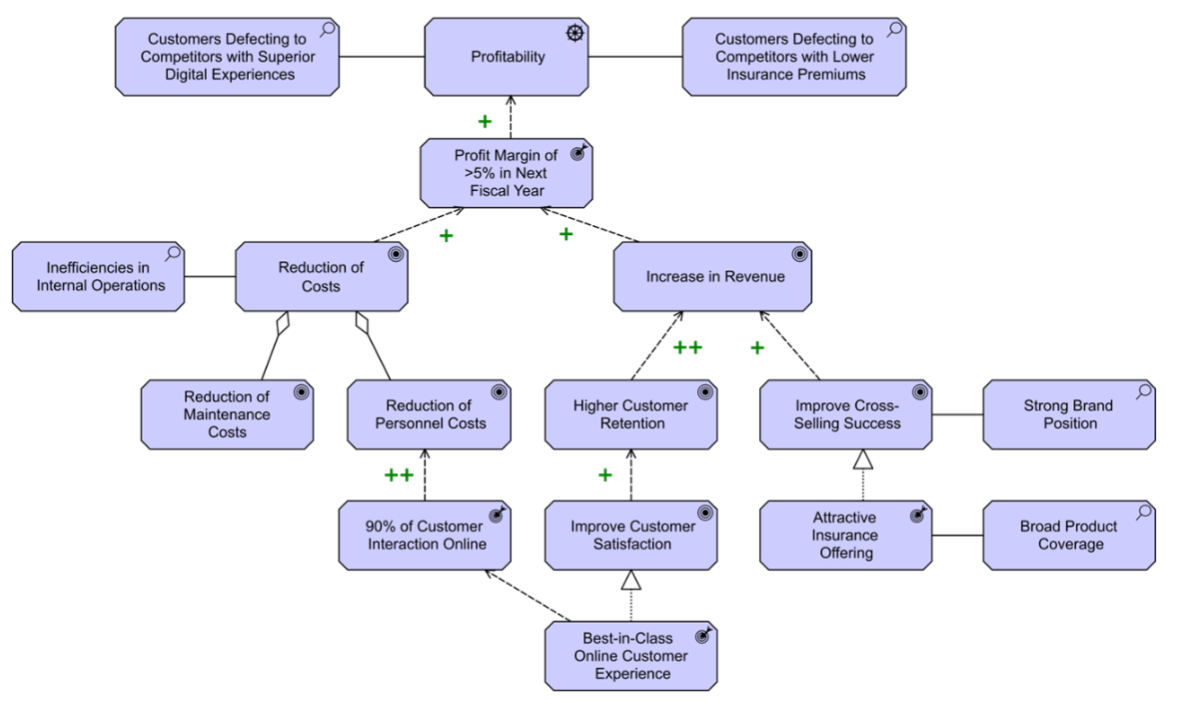 Customers Defecting to
Competitors with Superior
Digital Experiences
Profitability
Customers Defecting to
Competitors with Lower
Insurance Premiums
+
Profit Margin of
>5% in Next
Fiscal Year
+
+
Inefficiencies in
Internal Operations
Reduction of
Costs
Increase in Revenue
++
+
Reduction of
Maintenance
Costs
Reduction of
Personnel Costs
Higher Customer
Retention
Improve Cross-
Selling Success
Strong Brand
Position
++
+
90% of Customer
Interaction Online
Improve Customer
Satisfaction
Attractive
Insurance
Offering
Broad Product
Coverage
Best-in-Class
Online Customer
Experience